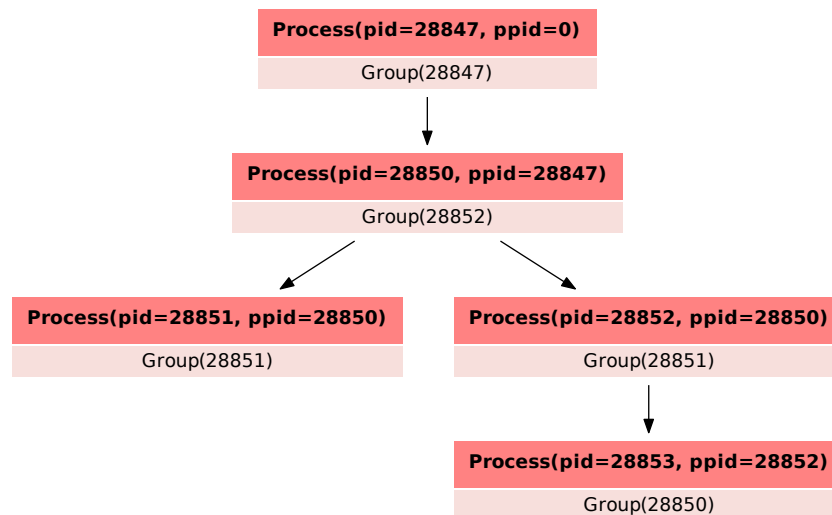 Process(pid=28847, ppid=0)
Group(28847)
Process(pid=28850, ppid=28847)
Group(28852)
Process(pid=28851, ppid=28850)
Group(28851)
Process(pid=28852, ppid=28850)
Group(28851)
Process(pid=28853, ppid=28852)
Group(28850)